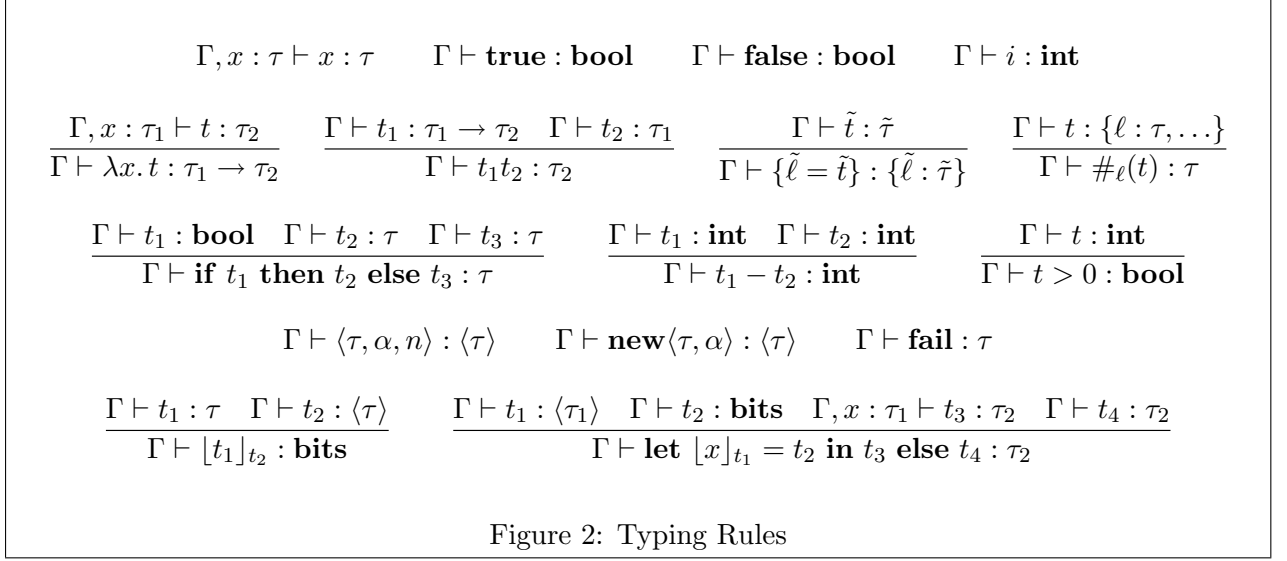 Γ, x : τ ⊢ x : τ Γ ⊢ true : bool Γ ⊢ false : bool Γ ⊢ i : int
Γ, x : τ₁ ⊢ t : τ₂ Γ ⊢ t₁ : τ₁ → τ₂ Γ ⊢ t₂ : τ₁ Γ ⊢ t̃ : τ̃ Γ ⊢ t : {ℓ : τ, …}
Γ ⊢ λx. t : τ₁ → τ₂ Γ ⊢ t₁t₂ : τ₂ Γ ⊢ {ℓ̃ = t̃} : {ℓ̃ : τ̃} Γ ⊢ #ℓ(t) : τ
Γ ⊢ t₁ : bool Γ ⊢ t₂ : τ Γ ⊢ t₃ : τ Γ ⊢ t₁ : int Γ ⊢ t₂ : int Γ ⊢ t : int
Γ ⊢ if t₁ then t₂ else t₃ : τ Γ ⊢ t₁ − t₂ : int Γ ⊢ t > 0 : bool
Γ ⊢ ⟨τ, α, n⟩ : ⟨τ⟩ Γ ⊢ new⟨τ, α⟩ : ⟨τ⟩ Γ ⊢ fail : τ
Γ ⊢ t₁ : τ Γ ⊢ t₂ : ⟨τ⟩ Γ ⊢ t₁ : ⟨τ₁⟩ Γ ⊢ t₂ : bits Γ, x : τ₁ ⊢ t₃ : τ₂ Γ ⊢ t₄ : τ₂
Γ ⊢ ⌊t₁⌋t₂ : bits Γ ⊢ let ⌊x⌋t₁ = t₂ in t₃ else t₄ : τ₂
Figure 2: Typing Rules